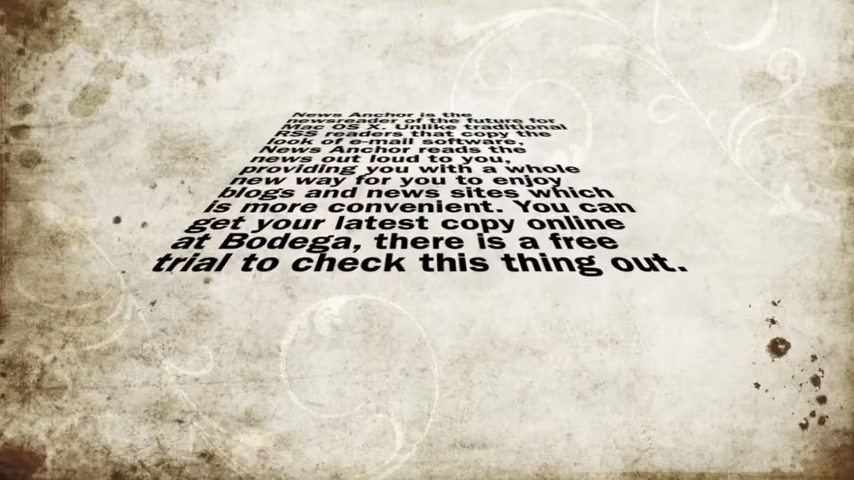 News Anchor is the
newsreader of the future for
Mac OS X. Unlike traditional
RSS readers that copy the
look of e-mail software,
News Anchor reads the
news out loud to you,
providing you with a whole
new way for you to enjoy
blogs and news sites which
is more convenient. You can
get your latest copy online
at Bodega, there is a free
trial to check this thing out.